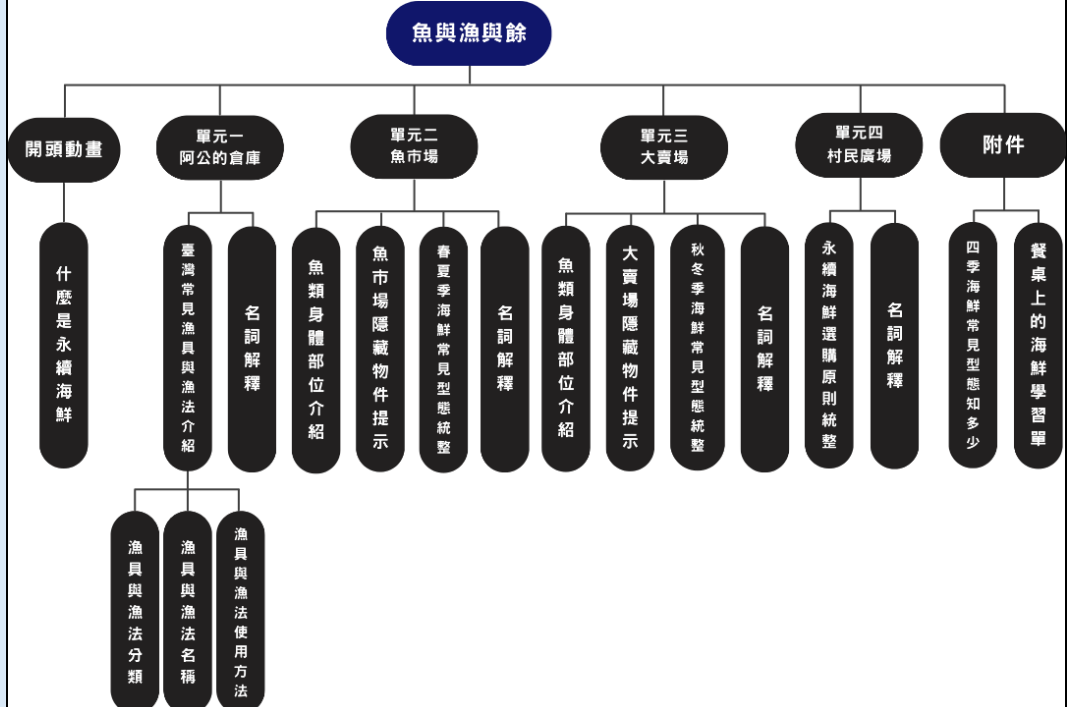 魚與漁與餘
開頭動畫
單元一
阿公的倉庫
單元二
魚市場
單元三
大賣場
單元四
村民廣場
附件
什麼是永續海鮮
臺灣常見漁具與漁法介紹
名詞解釋
魚類身體部位介紹
魚市場隱藏物件提示
春夏季海鮮常見型態統整
名詞解釋
魚類身體部位介紹
大賣場隱藏物件提示
秋冬季海鮮常見型態統整
名詞解釋
永續海鮮選購原則統整
名詞解釋
四季海鮮常見型態知多少
餐桌上的海鮮學習單
漁具與漁法分類
漁具與漁法名稱
漁具與漁法使用方法